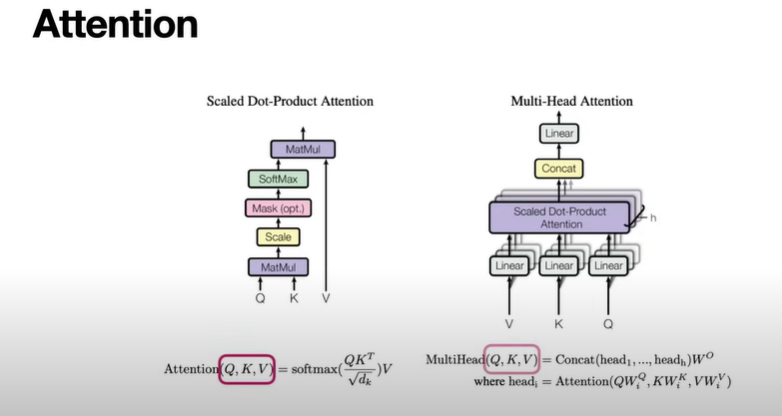 Attention
Scaled Dot-Product Attention
MatMul
SoftMax
Mask (opt.)
Scale
MatMul
Q K V
Attention(Q, K, V) = softmax(QK^T / √d_k)V
Multi-Head Attention
Linear
Concat
Scaled Dot-Product
Attention
h
Linear Linear Linear
V K Q
MultiHead(Q, K, V) = Concat(head_1, ..., head_h)W^O
where head_i = Attention(QW_i^Q, KW_i^K, VW_i^V)